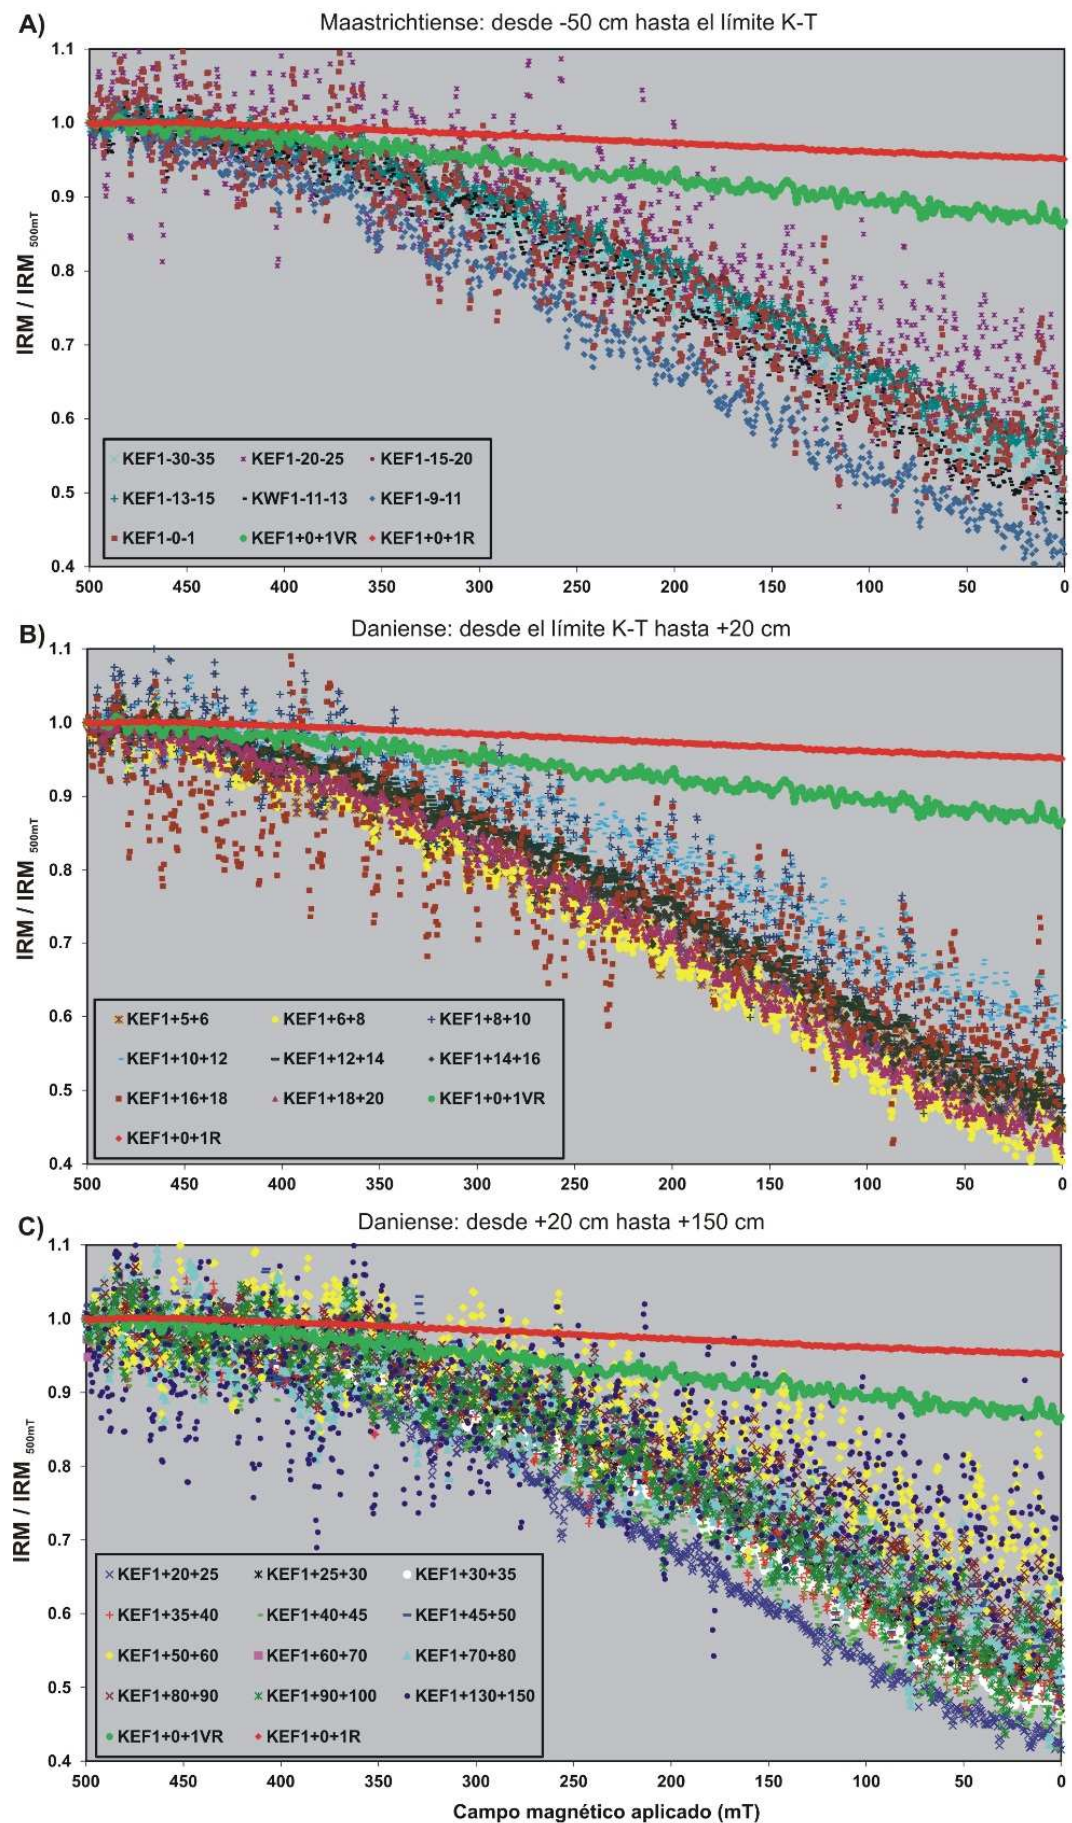 A) Maastrichtiense: desde -50 cm hasta el límite K-T
1.1
1.0
0.9
0.8
0.7
0.6
0.5
0.4
IRM / IRM 500mT
KEF1-30-35 KEF1-20-25 KEF1-15-20
KEF1-13-15 KWF1-11-13 KEF1-9-11
KEF1-0-1 KEF1+0+1VR KEF1+0+1R
500 450 400 350 300 250 200 150 100 50 0
B) Daniense: desde el límite K-T hasta +20 cm
1.1
1.0
0.9
0.8
0.7
0.6
0.5
0.4
IRM / IRM 500mT
KEF1+5+6 KEF1+6+8 KEF1+8+10
KEF1+10+12 KEF1+12+14 KEF1+14+16
KEF1+16+18 KEF1+18+20 KEF1+0+1VR
KEF1+0+1R
500 450 400 350 300 250 200 150 100 50 0
C) Daniense: desde +20 cm hasta +150 cm
1.1
1.0
0.9
0.8
0.7
0.6
0.5
0.4
IRM / IRM 500mT
KEF1+20+25 KEF1+25+30 KEF1+30+35
KEF1+35+40 KEF1+40+45 KEF1+45+50
KEF1+50+60 KEF1+60+70 KEF1+70+80
KEF1+80+90 KEF1+90+100 KEF1+130+150
KEF1+0+1VR KEF1+0+1R
500 450 400 350 300 250 200 150 100 50 0
Campo magnético aplicado (mT)